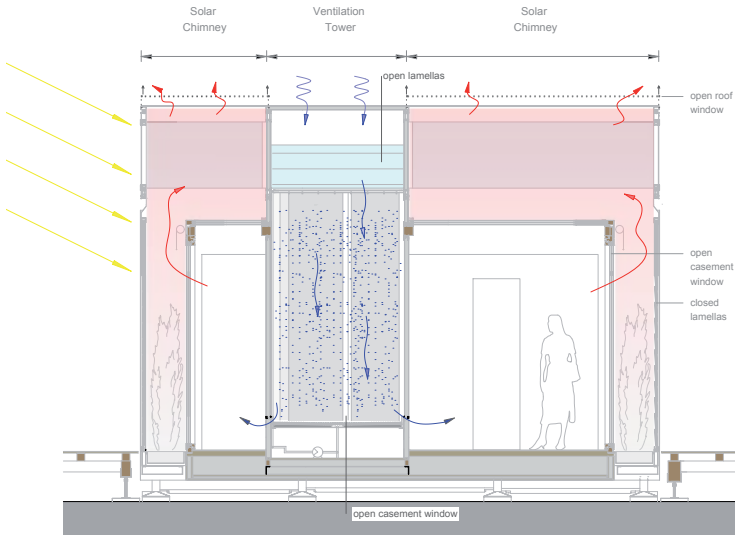 Solar
Chimney
Ventilation
Tower
Solar
Chimney
open lamellas
open roof
window
open
casement
window
closed
lamellas
open casement window